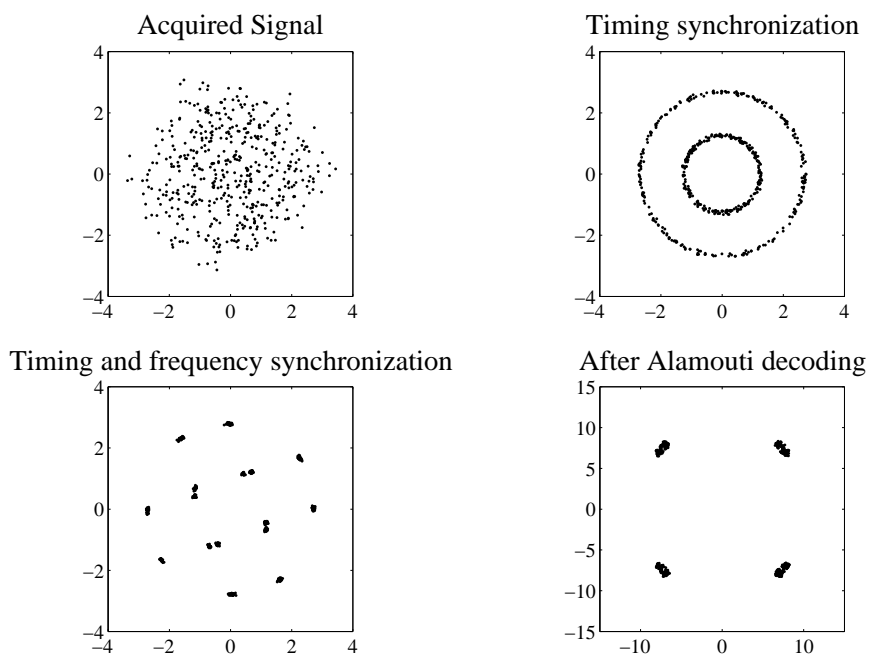 Acquired Signal
Timing synchronization
4
2
0
−2
−4
−4 −2 0 2 4
4
2
0
−2
−4
−4 −2 0 2 4
Timing and frequency synchronization
After Alamouti decoding
4
2
0
−2
−4
−4 −2 0 2 4
15
10
5
0
−5
−10
−15
−10 0 10